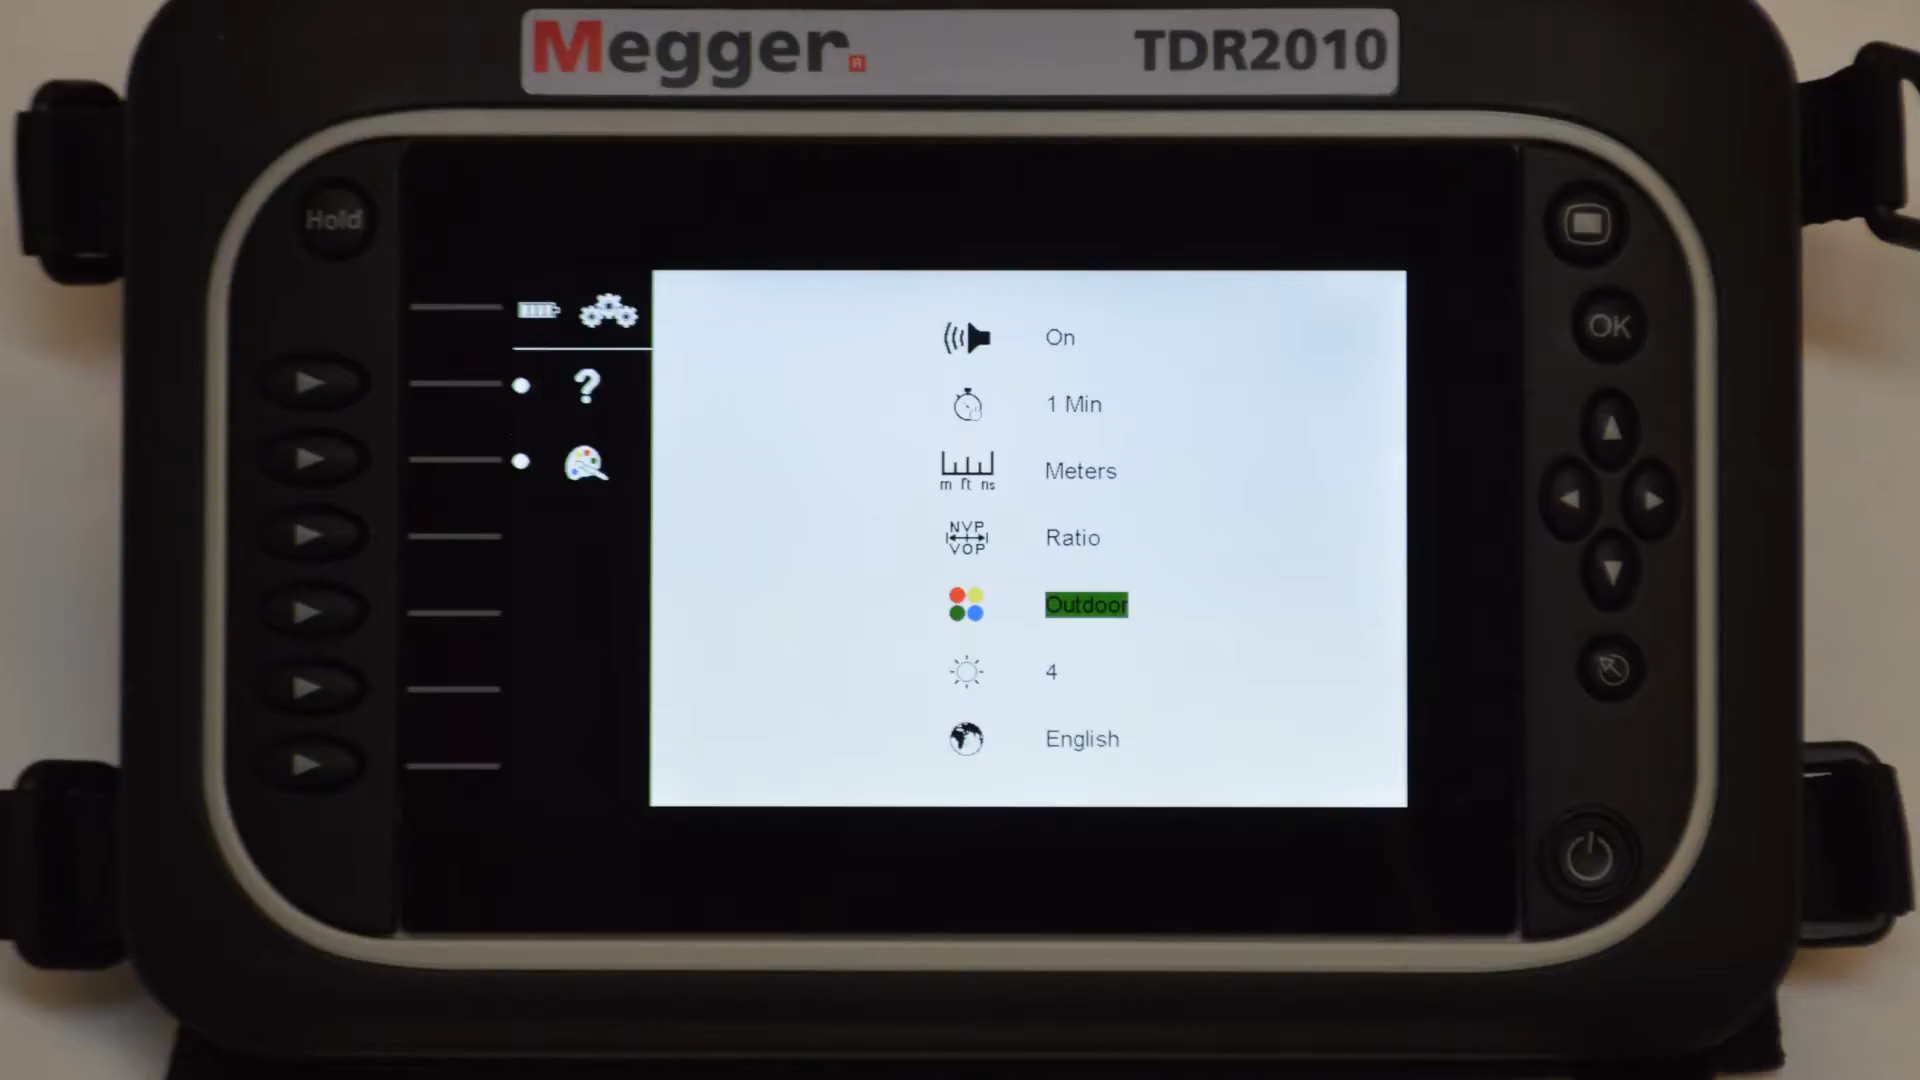 Megger®
TDR2010
Hold
?
On
1 Min
m ft ns
Meters
NVP
VOP
Ratio
Outdoor
4
English
OK